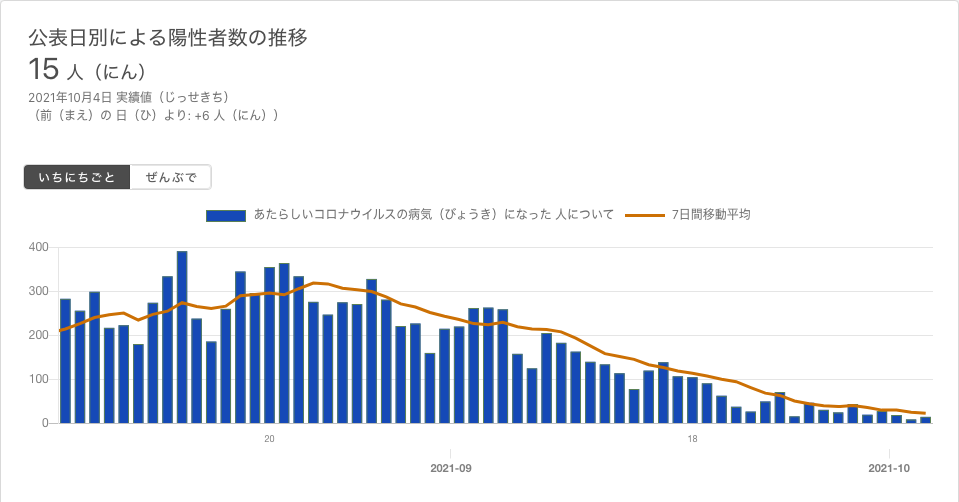 公表日別による陽性者数の推移
15 人（にん）
2021年10月4日 実績値（じっせきち）
（前（まえ）の 日（ひ）より: +6 人（にん））
いちにちごと ぜんぶで
あたらしいコロナウイルスの病気（びょうき）になった 人について 7日間移動平均
400
300
200
100
0
20 18
2021-09 2021-10